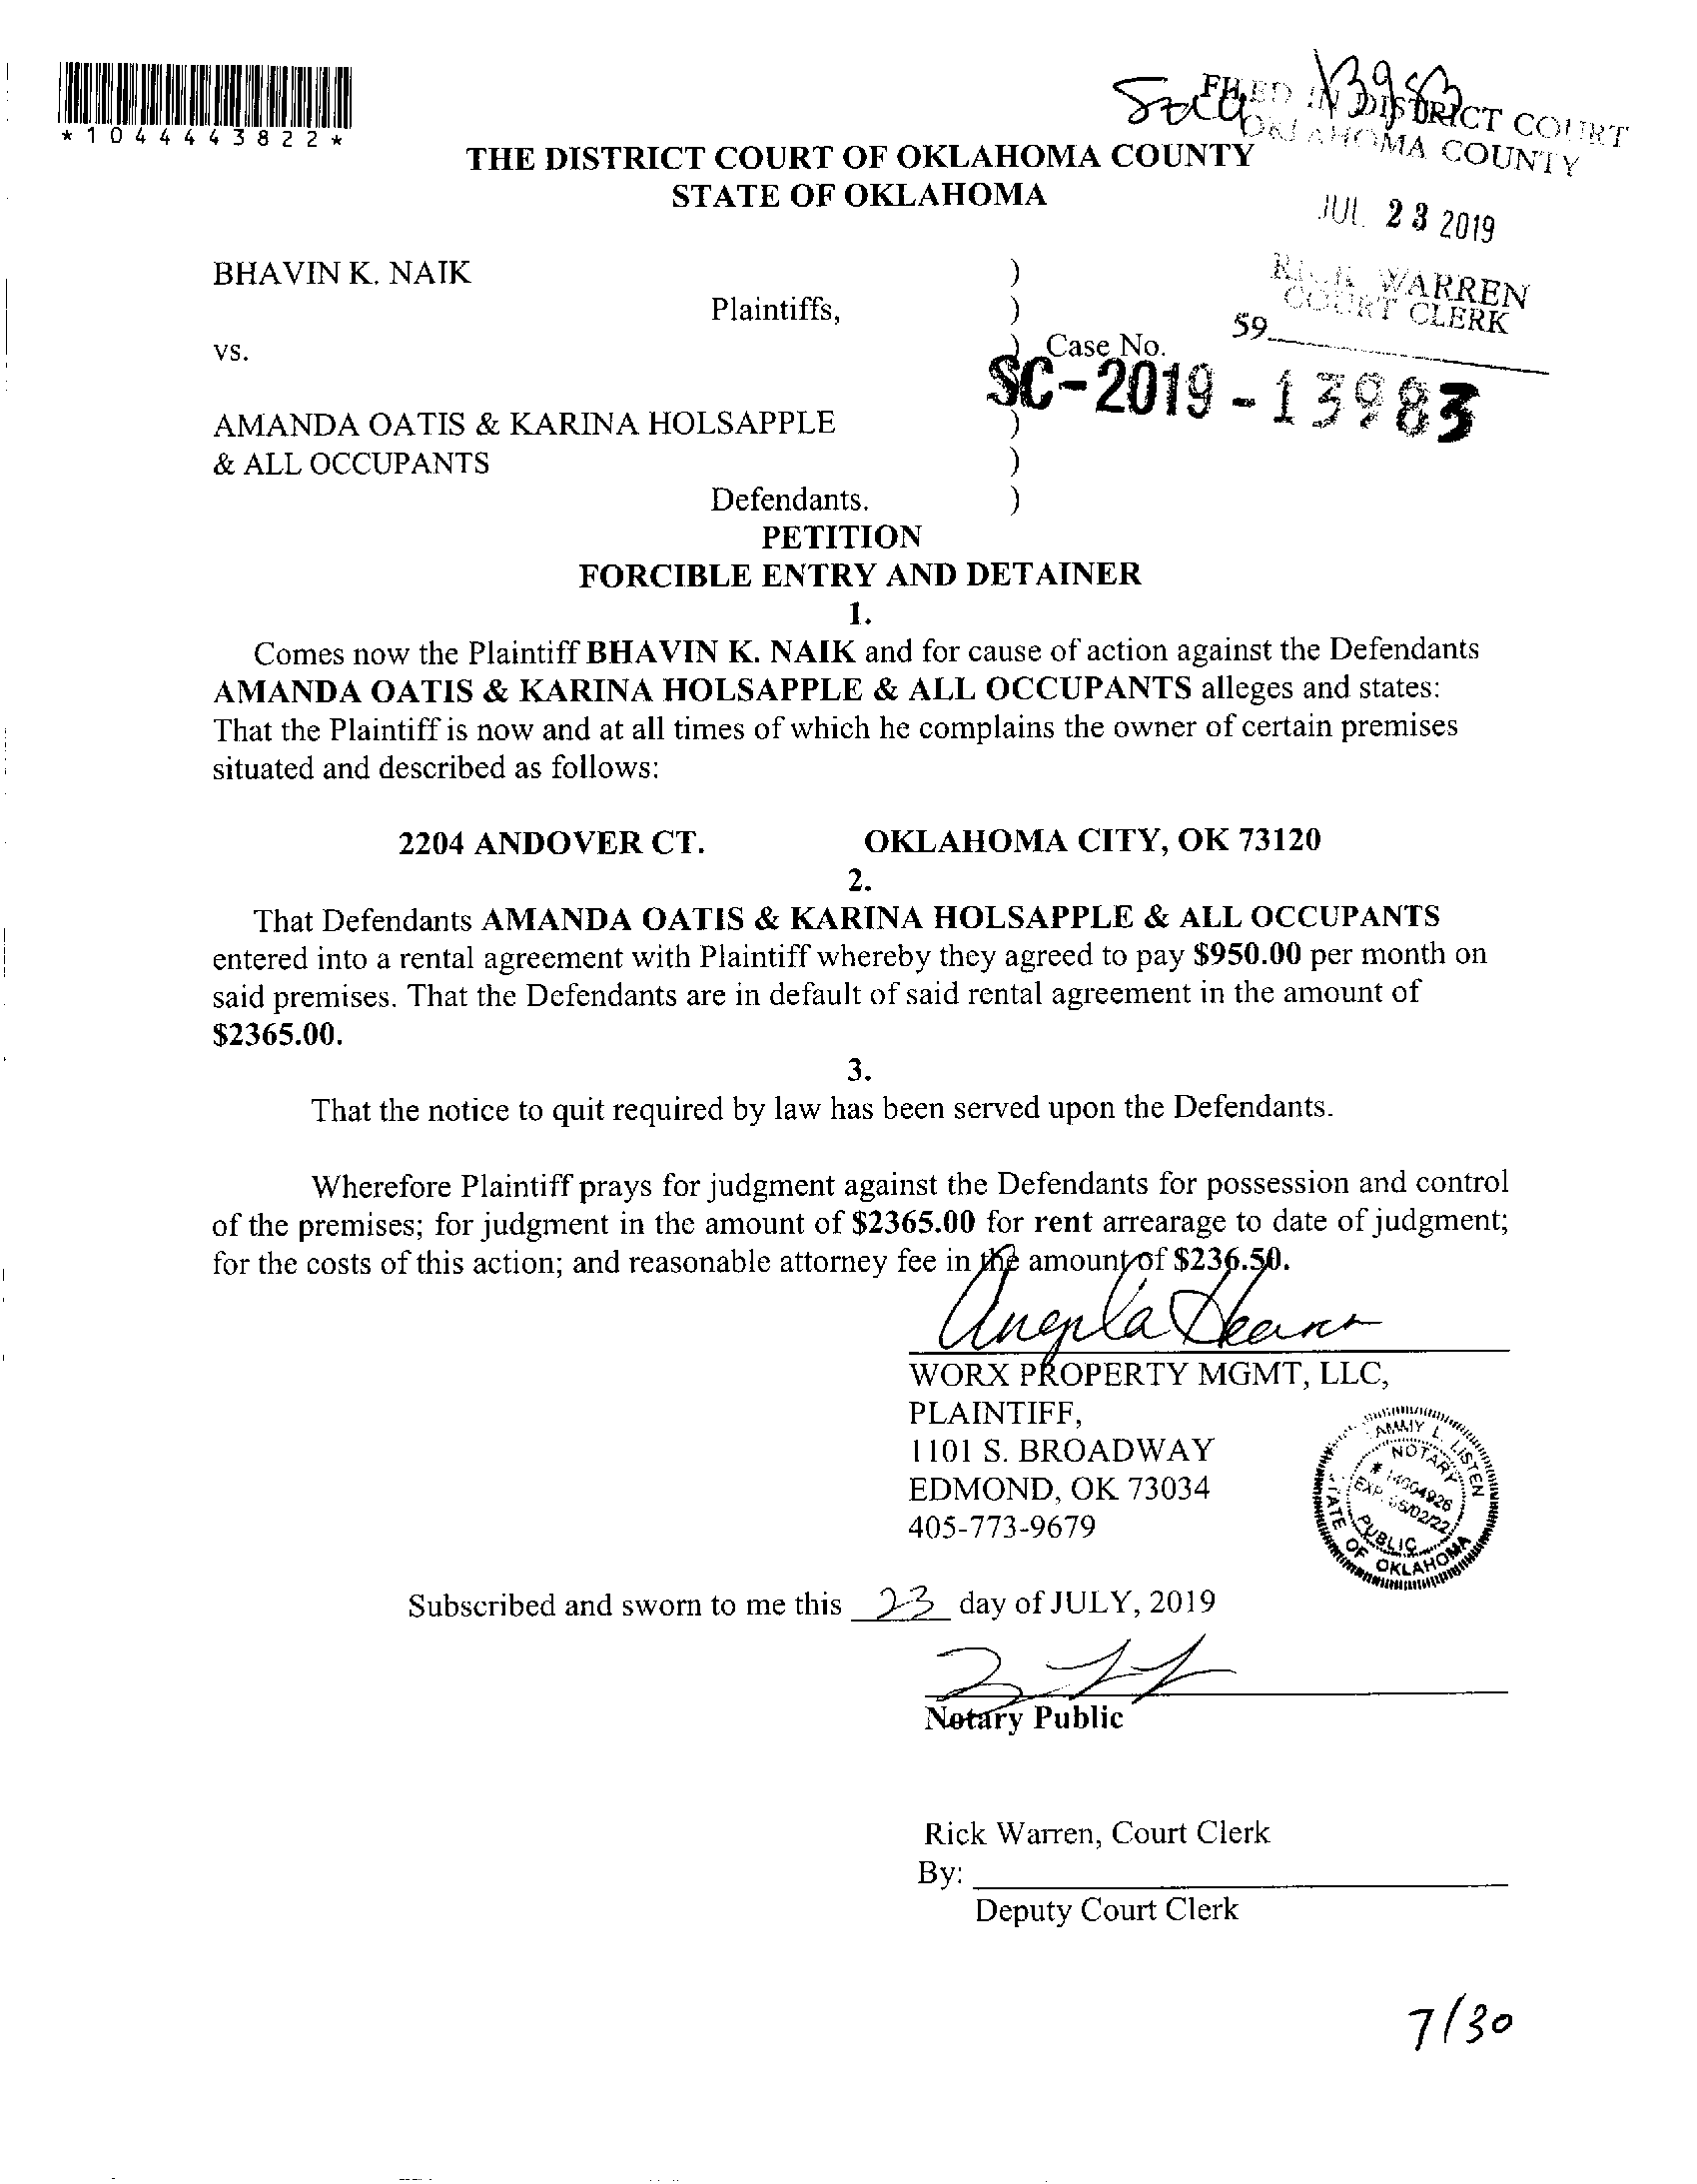 *1044443822*
FILED IN DISTRICT COURT
OKLAHOMA COUNTY
THE DISTRICT COURT OF OKLAHOMA COUNTY
STATE OF OKLAHOMA
JUL 23 2019
RICK WARREN
COURT CLERK
59
BHAVIN K. NAIK )
Plaintiffs, )
vs. ) Case No.
SC-2019-13983
AMANDA OATIS & KARINA HOLSAPPLE )
& ALL OCCUPANTS )
Defendants. )
PETITION
FORCIBLE ENTRY AND DETAINER
1.
Comes now the Plaintiff BHAVIN K. NAIK and for cause of action against the Defendants
AMANDA OATIS & KARINA HOLSAPPLE & ALL OCCUPANTS alleges and states:
That the Plaintiff is now and at all times of which he complains the owner of certain premises
situated and described as follows:
2204 ANDOVER CT. OKLAHOMA CITY, OK 73120
2.
That Defendants AMANDA OATIS & KARINA HOLSAPPLE & ALL OCCUPANTS
entered into a rental agreement with Plaintiff whereby they agreed to pay $950.00 per month on
said premises. That the Defendants are in default of said rental agreement in the amount of
$2365.00.
3.
That the notice to quit required by law has been served upon the Defendants.
Wherefore Plaintiff prays for judgment against the Defendants for possession and control
of the premises; for judgment in the amount of $2365.00 for rent arrearage to date of judgment;
for the costs of this action; and reasonable attorney fee in the amount of $236.50.
Angela
WORX PROPERTY MGMT, LLC,
PLAINTIFF,
1101 S. BROADWAY
EDMOND, OK 73034
405-773-9679
TAMMY L. LISTEN
NOTARY
# 14004926
EXP. 05/02/22
PUBLIC
STATE OF OKLAHOMA
Subscribed and sworn to me this 23 day of JULY, 2019
Notary Public
Rick Warren, Court Clerk
By:
Deputy Court Clerk
7/30